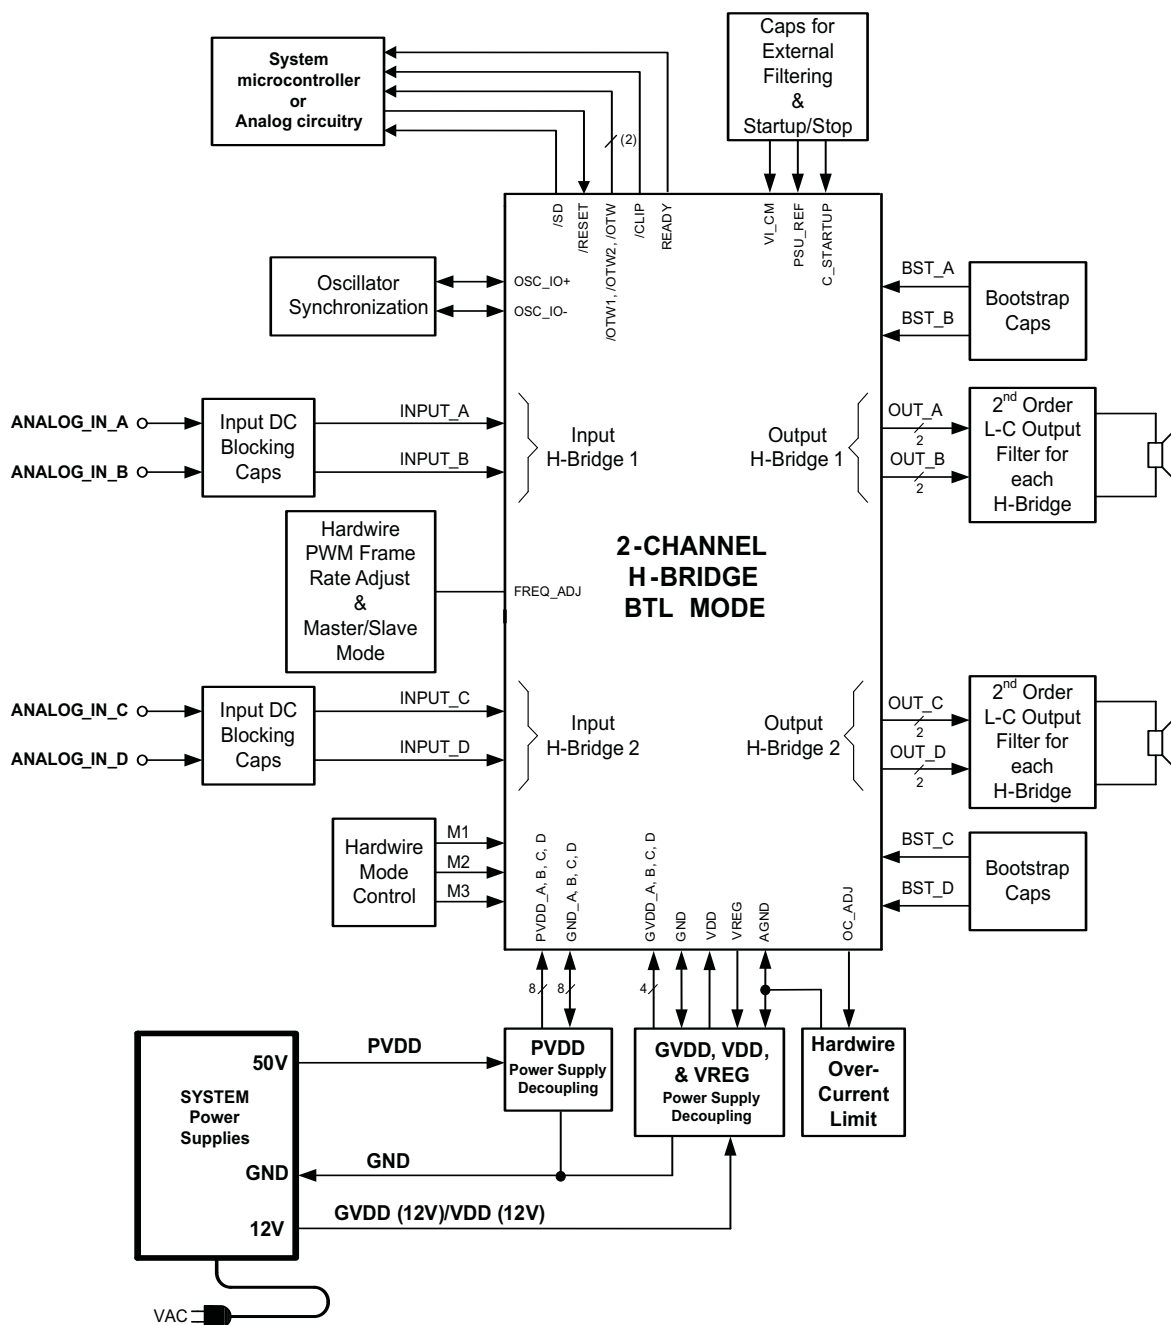 System
microcontroller
or
Analog circuitry
(2)
Caps for
External
Filtering
&
Startup/Stop
/SD
/RESET
/OTW1, /OTW2, /OTW
/CLIP
READY
VI_CM
PSU_REF
C_STARTUP
Oscillator
Synchronization
OSC_IO+
OSC_IO-
BST_A
BST_B
Bootstrap
Caps
ANALOG_IN_A
ANALOG_IN_B
Input DC
Blocking
Caps
INPUT_A
INPUT_B
Input
H-Bridge 1
Output
H-Bridge 1
OUT_A
2
OUT_B
2
2nd Order
L-C Output
Filter for
each
H-Bridge
Hardwire
PWM Frame
Rate Adjust
&
Master/Slave
Mode
FREQ_ADJ
2-CHANNEL
H-BRIDGE
BTL MODE
ANALOG_IN_C
ANALOG_IN_D
Input DC
Blocking
Caps
INPUT_C
INPUT_D
Input
H-Bridge 2
Output
H-Bridge 2
OUT_C
2
OUT_D
2
2nd Order
L-C Output
Filter for
each
H-Bridge
Hardwire
Mode
Control
M1
M2
M3
PVDD_A, B, C, D
GND_A, B, C, D
GVDD_A, B, C, D
GND
VDD
VREG
AGND
OC_ADJ
BST_C
BST_D
Bootstrap
Caps
8
8
4
SYSTEM
Power
Supplies
50V
GND
12V
PVDD
PVDD
Power Supply
Decoupling
GVDD, VDD,
& VREG
Power Supply
Decoupling
Hardwire
Over-
Current
Limit
GND
GVDD (12V)/VDD (12V)
VAC